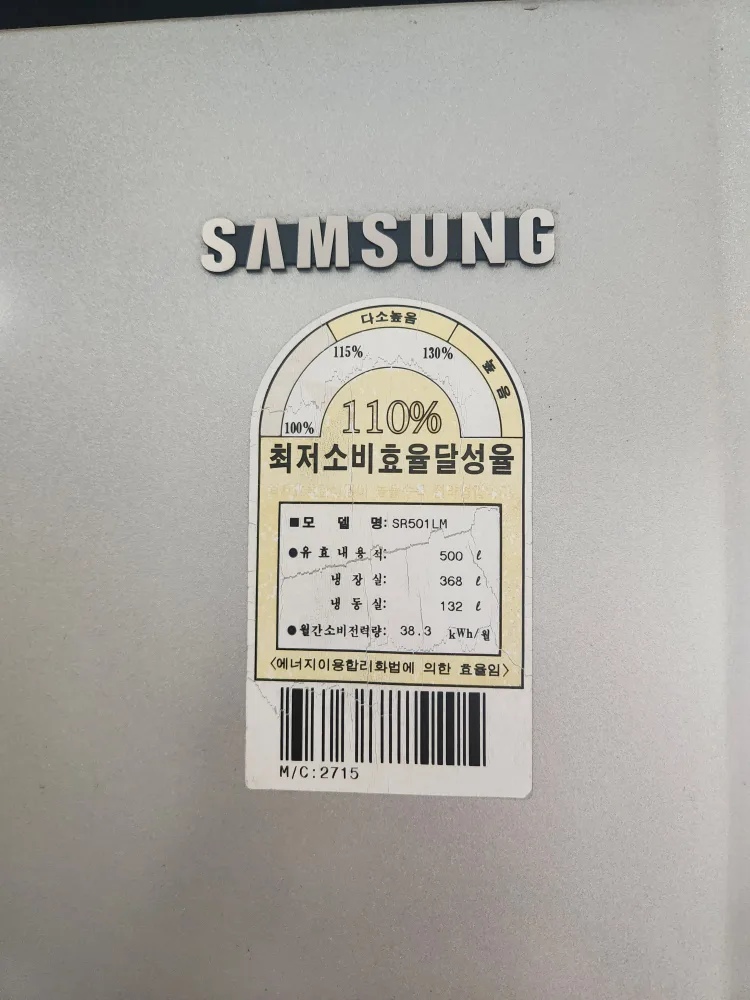 SAMSUNG
다소높음
115% 130% 높음
100% 110%
최저소비효율달성율
■모 델 명: SR501LM
●유효내용적: 500 ℓ
냉장실: 368 ℓ
냉동실: 132 ℓ
●월간소비전력량: 38.3 kWh/월
〈에너지이용합리화법에 의한 효율임〉
M/C:2715